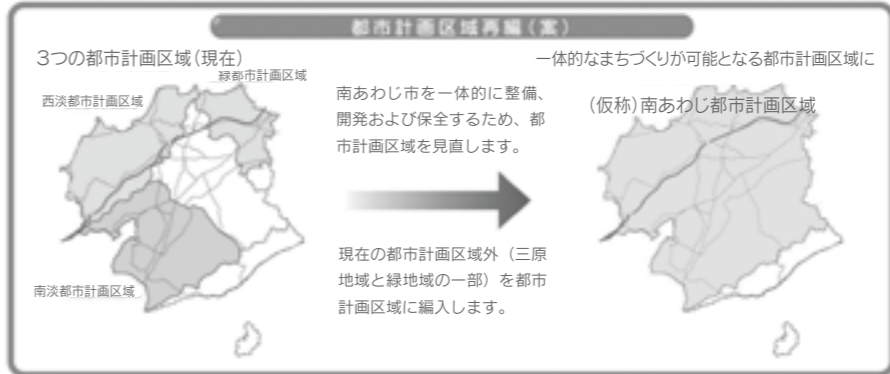 都市計画区域再編(案)
3つの都市計画区域(現在)
緑都市計画区域
西淡都市計画区域
南淡都市計画区域
南あわじ市を一体的に整備、
開発および保全するため、都
市計画区域を見直します。
現在の都市計画区域外（三原
地域と緑地域の一部）を都市
計画区域に編入します。
一体的なまちづくりが可能となる都市計画区域に
(仮称)南あわじ都市計画区域